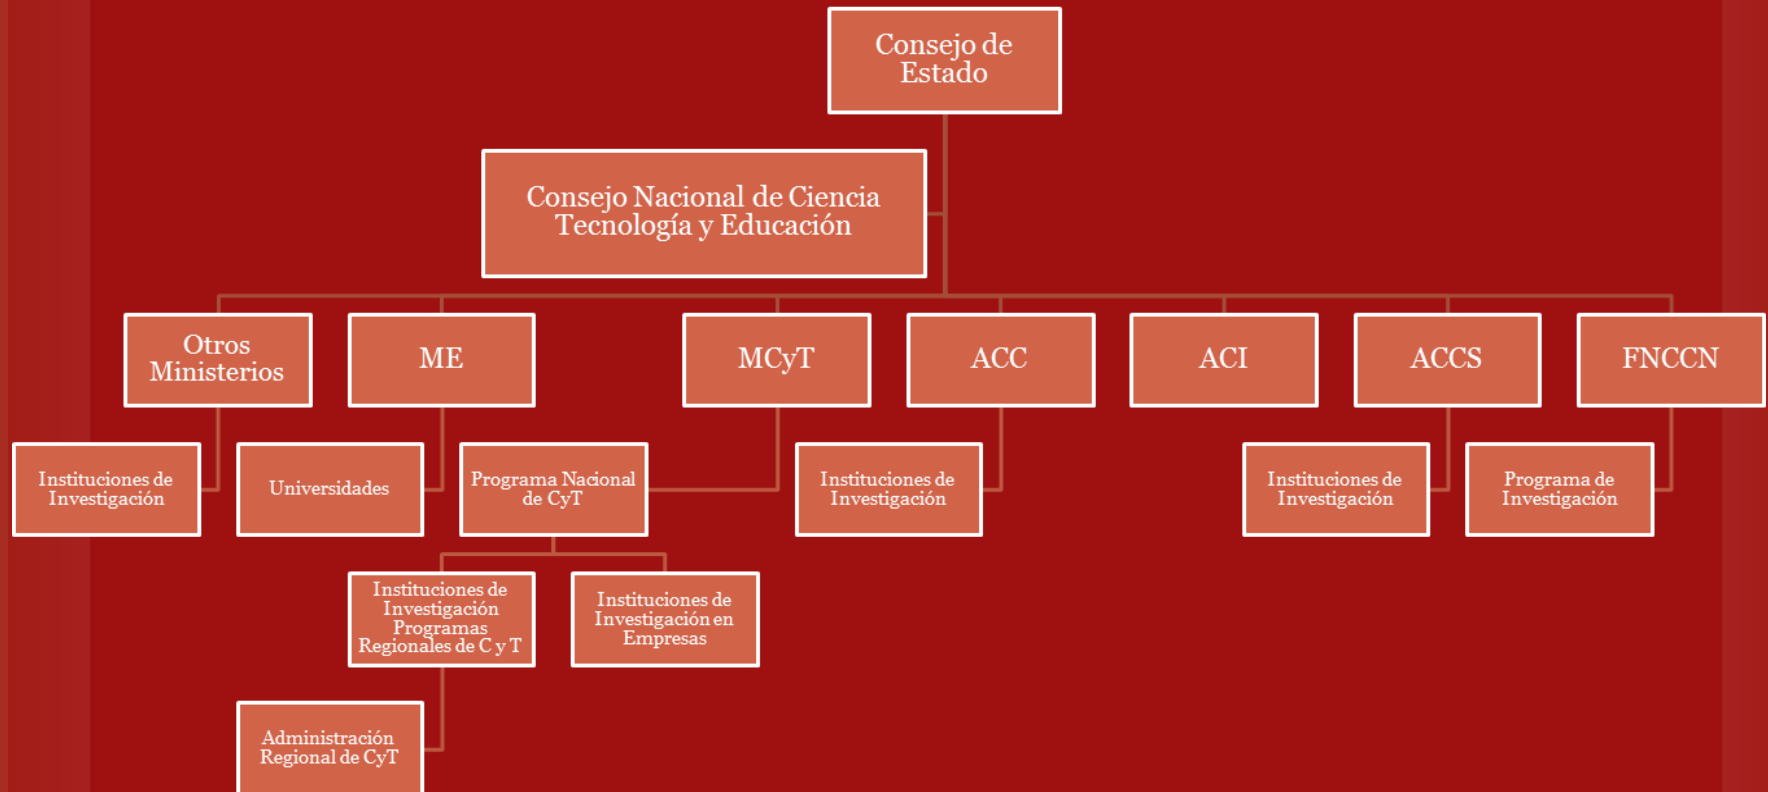 Consejo de
Estado
Consejo Nacional de Ciencia
Tecnología y Educación
Otros
Ministerios
ME
MCyT
ACC
ACI
ACCS
FNCCN
Instituciones de
Investigación
Universidades
Programa Nacional
de CyT
Instituciones de
Investigación
Instituciones de
Investigación
Programa de
Investigación
Instituciones de
Investigación
Programas
Regionales de C y T
Instituciones de
Investigación en
Empresas
Administración
Regional de CyT